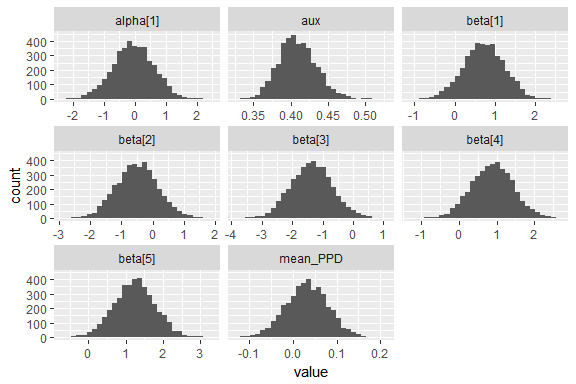 alpha[1] aux beta[1]
400
300
200
100
0
-2 -1 0 1 2 0.35 0.40 0.45 0.50 -1 0 1 2
beta[2] beta[3] beta[4]
400
300
200
100
0
-3 -2 -1 0 1 2 -4 -3 -2 -1 0 1 -1 0 1 2
beta[5] mean_PPD
400
300
200
100
0
0 1 2 3 -0.1 0.0 0.1 0.2
count
value